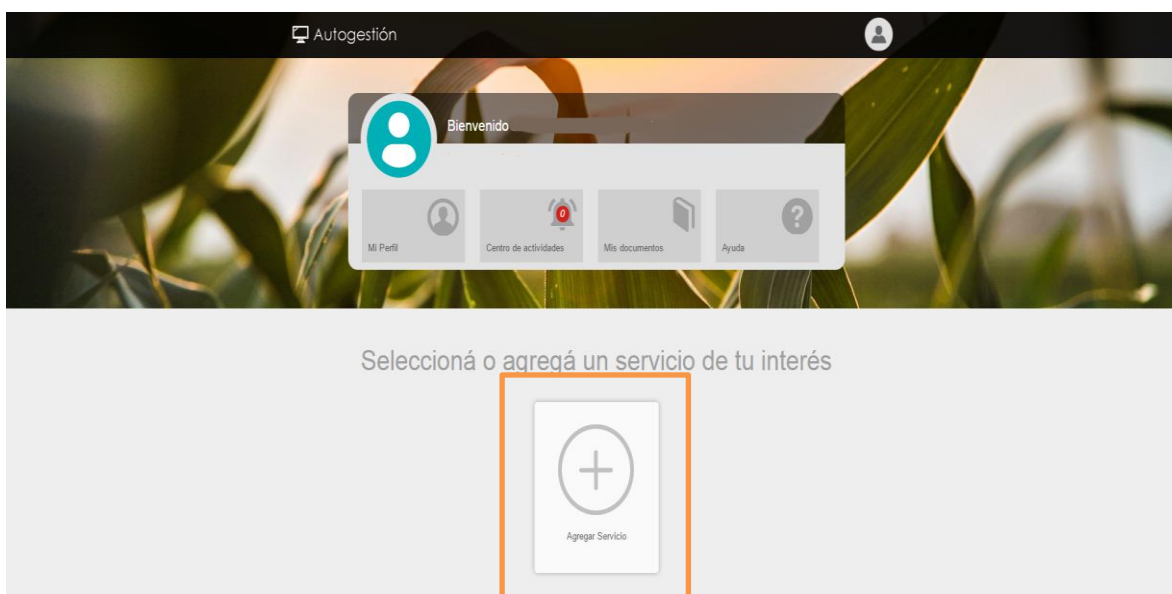 Autogestión
Bienvenido
0
Mi Perfil
Centro de actividades
Mis documentos
Ayuda
Seleccioná o agregá un servicio de tu interés
Agregar Servicio